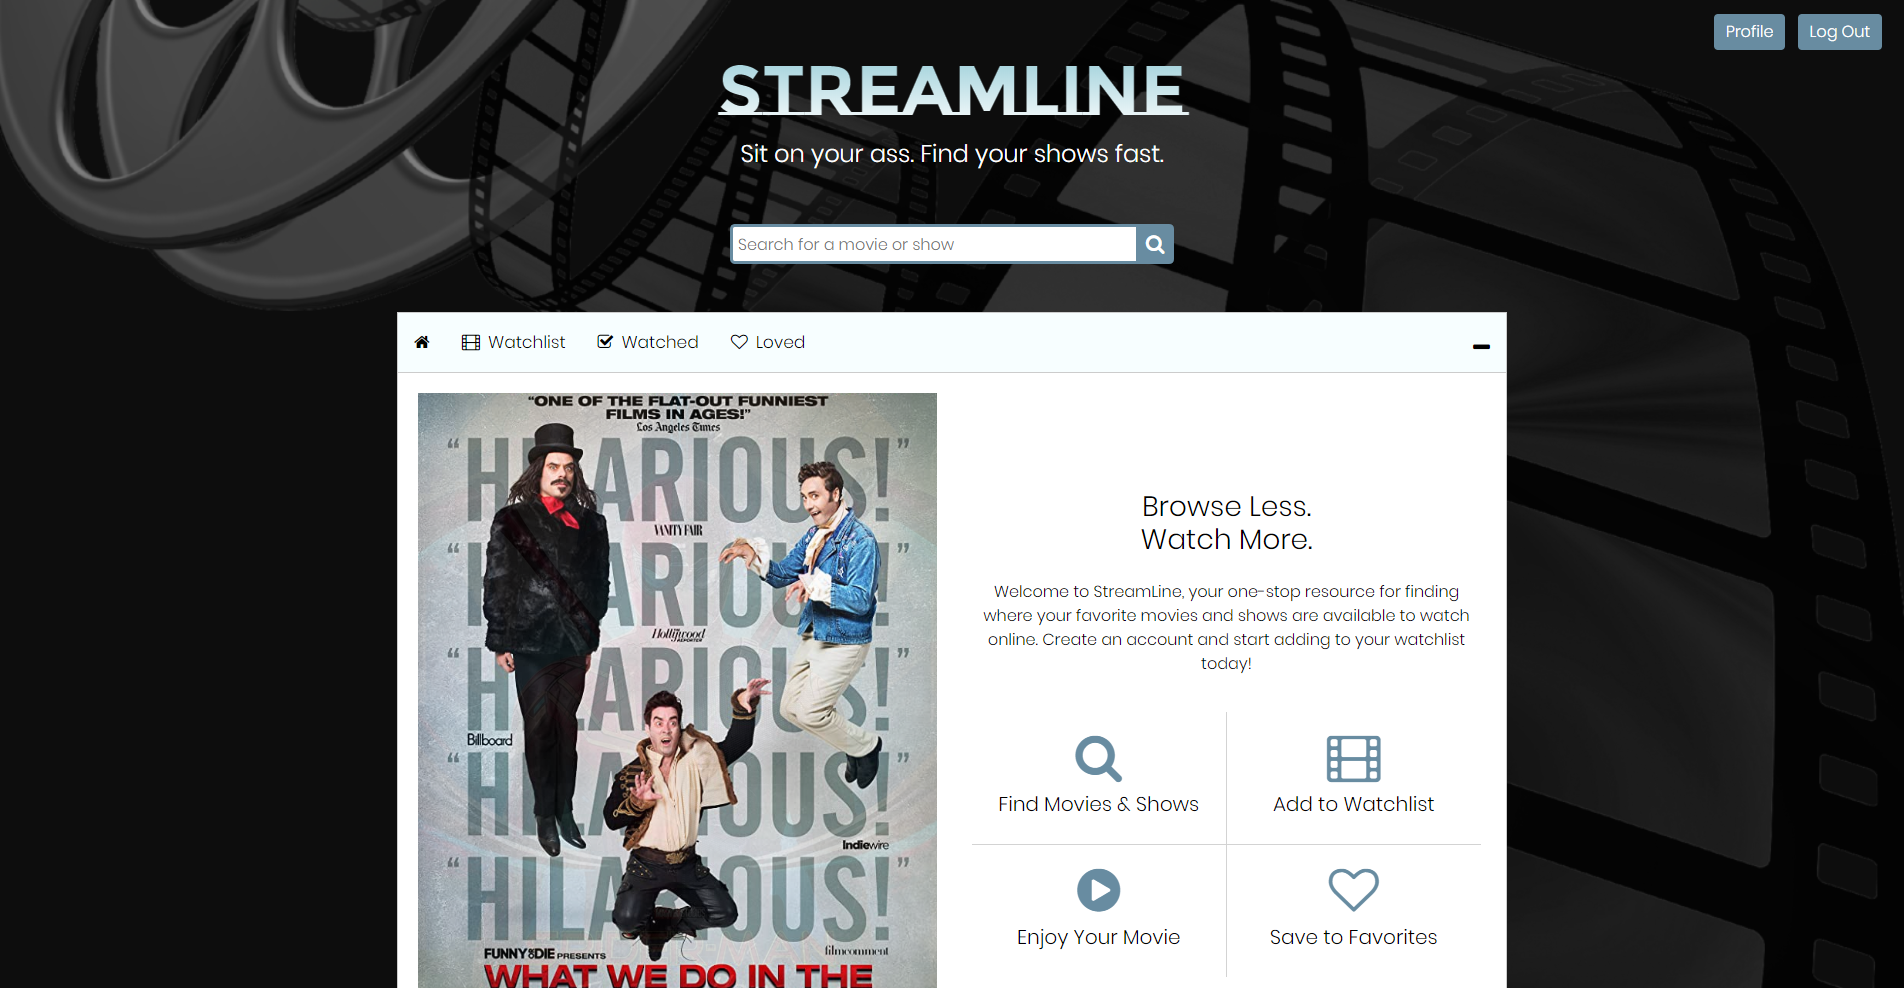 Profile
Log Out
STREAMLINE
Sit on your ass. Find your shows fast.
Search for a movie or show
Watchlist
Watched
Loved
“ONE OF THE FLAT-OUT FUNNIEST
FILMS IN AGES!”
Los Angeles Times
“HILARIOUS!”
VANITY FAIR
“HILARIOUS!”
The Hollywood
REPORTER
“HILARIOUS!”
Billboard
“HILARIOUS!”
Indiewire
“HILARIOUS!”
filmcomment
FUNNY OR DIE PRESENTS
WHAT WE DO IN THE
Browse Less.
Watch More.
Welcome to StreamLine, your one-stop resource for finding
where your favorite movies and shows are available to watch
online. Create an account and start adding to your watchlist
today!
Find Movies & Shows
Add to Watchlist
Enjoy Your Movie
Save to Favorites